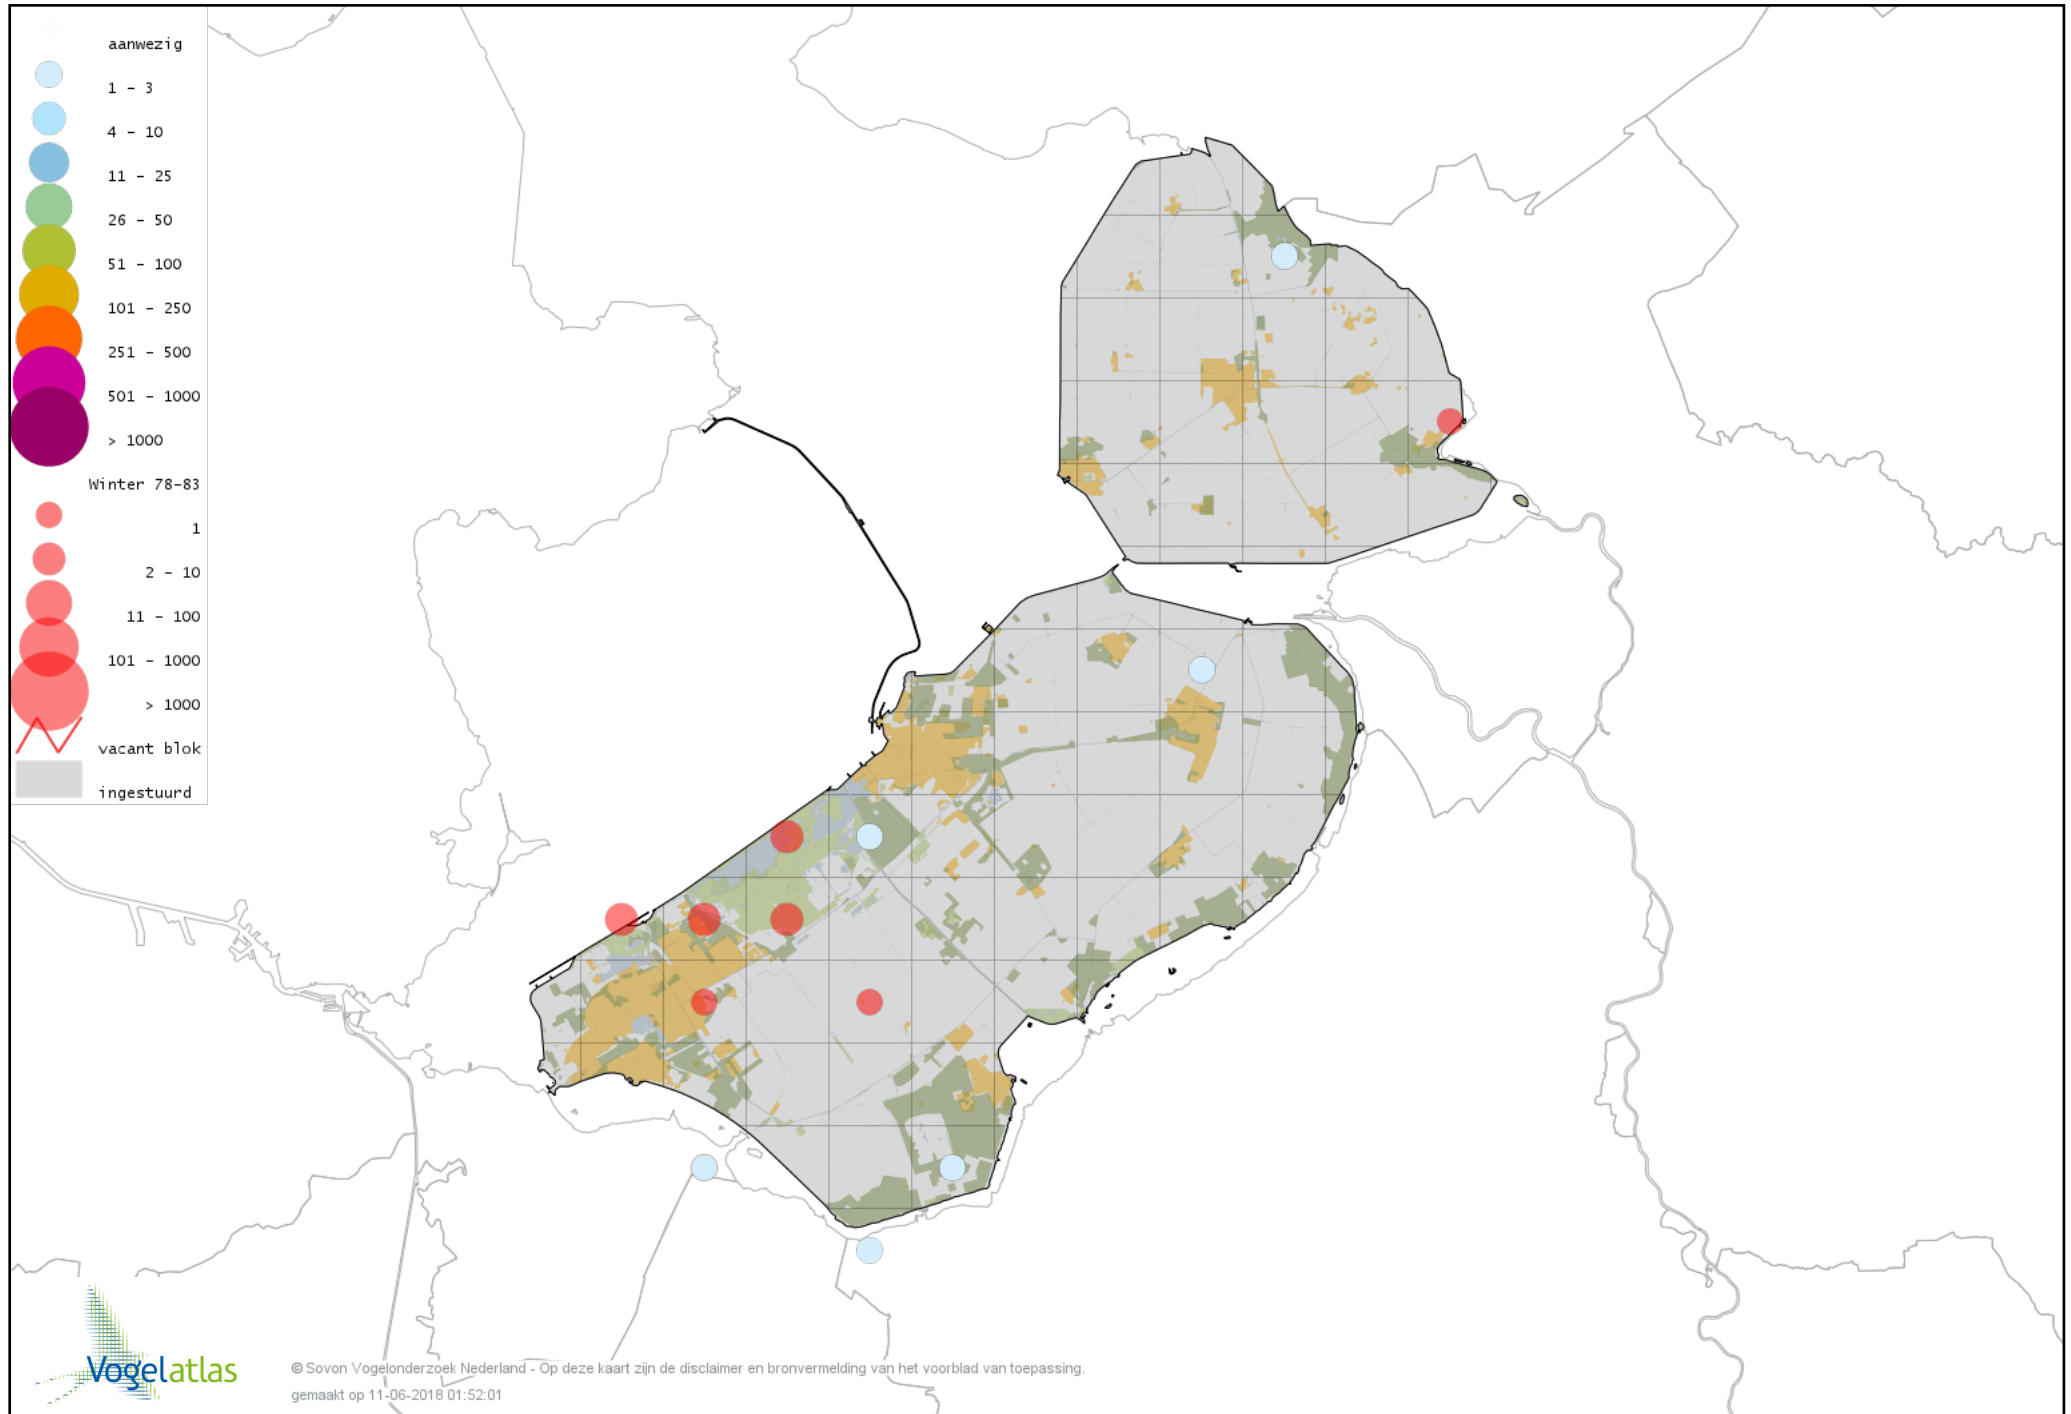 aanwezig
1 - 3
4 - 10
11 - 25
26 - 50
51 - 100
101 - 250
251 - 500
501 - 1000
> 1000
Winter 78-83
1
2 - 10
11 - 100
101 - 1000
> 1000
vacant blok
ingestuurd
Vogelatlas
© Sovon Vogelonderzoek Nederland - Op deze kaart zijn de disclaimer en bronvermelding van het voorblad van toepassing.
gemaakt op 11-06-2018 01:52:01